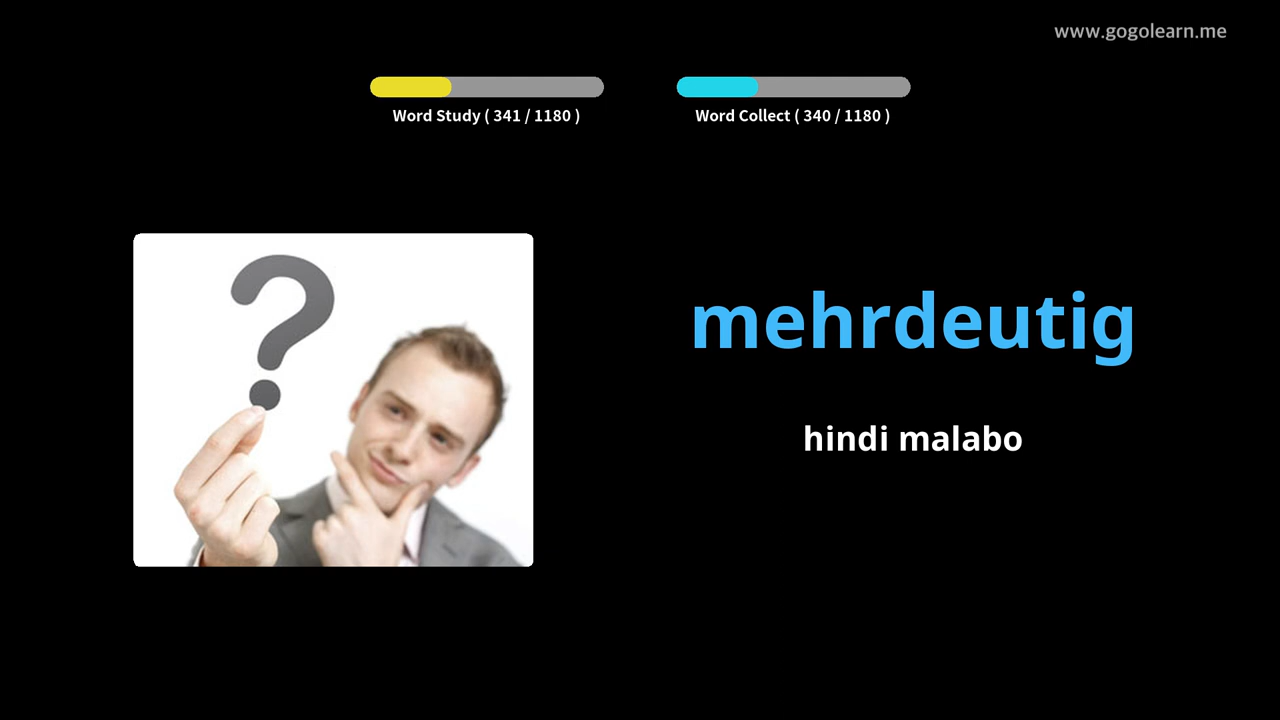 www.gogolearn.me
Word Study ( 341 / 1180 )
Word Collect ( 340 / 1180 )
?
mehrdeutig
hindi malabo